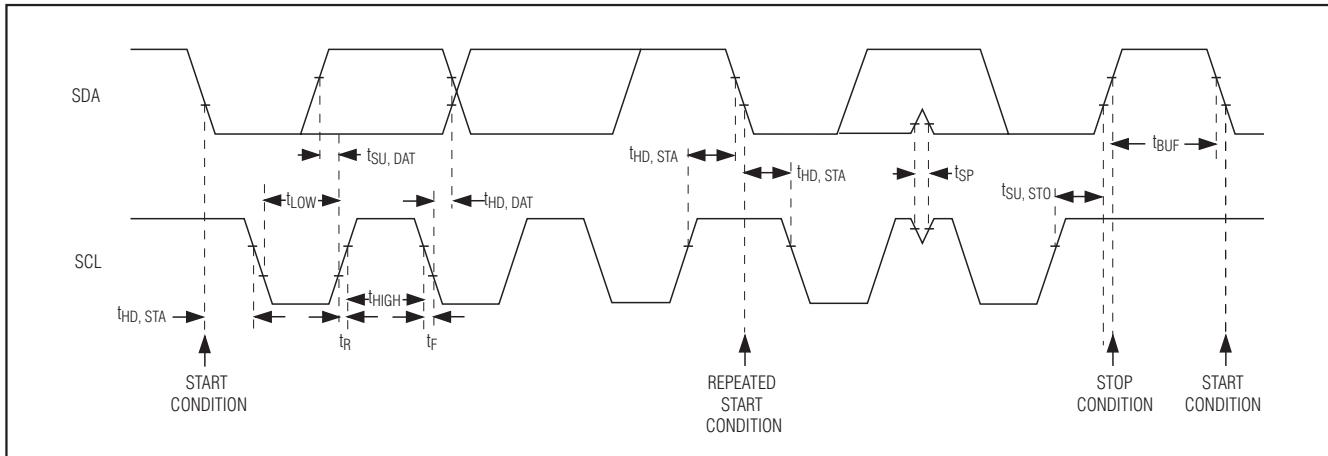 SDA
tSU, DAT
tHD, STA
tBUF
tHD, STA
tSP
tLOW
tHD, DAT
tSU, STO
SCL
tHIGH
tHD, STA
tR
tF
START
CONDITION
REPEATED
START
CONDITION
STOP
CONDITION
START
CONDITION